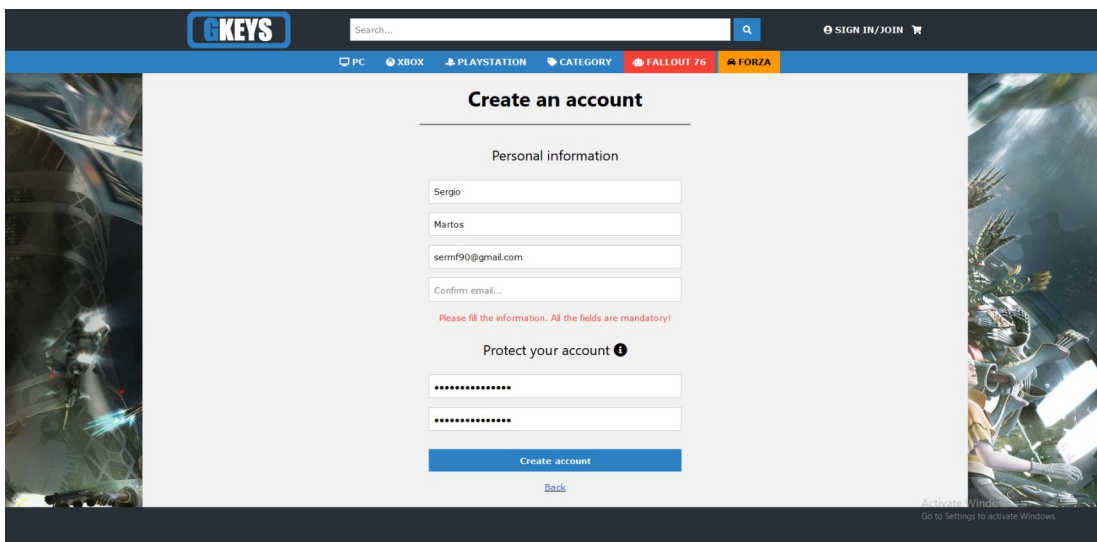 GKEYS
Search...
SIGN IN/JOIN
PC XBOX PLAYSTATION CATEGORY FALLOUT 76 FORZA
Create an account
Personal information
Sergio
Martos
sermf90@gmail.com
Confirm email...
Please fill the information. All the fields are mandatory!
Protect your account
•••••••••••••••
•••••••••••••••
Create account
Back
Activate Windows
Go to Settings to activate Windows.